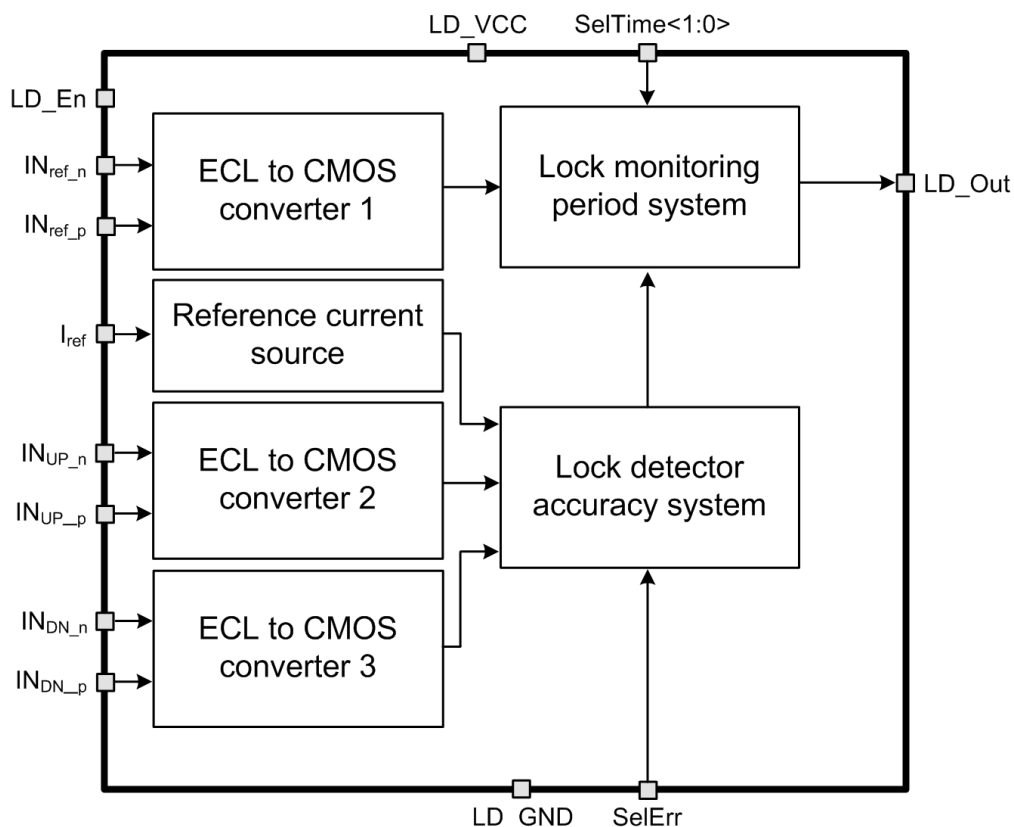 LD_VCC
SelTime<1:0>
LD_En
INref_n
INref_p
ECL to CMOS
converter 1
Lock monitoring
period system
LD_Out
Iref
Reference current
source
INUP_n
INUP_p
ECL to CMOS
converter 2
Lock detector
accuracy system
INDN_n
INDN_p
ECL to CMOS
converter 3
LD_GND
SelErr